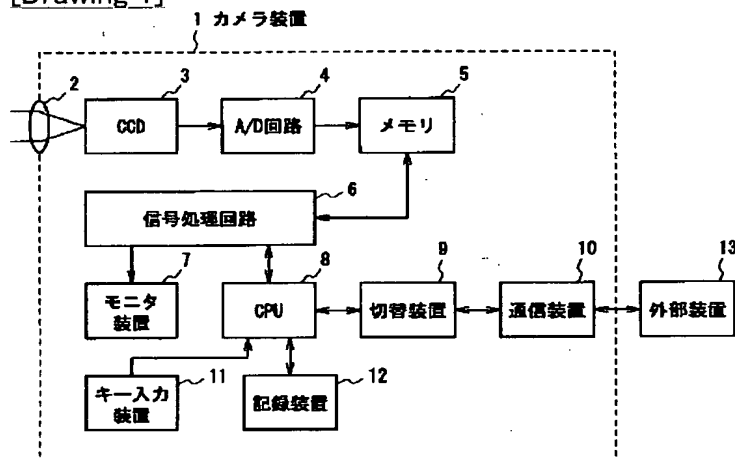 [Drawing 1]
1 カメラ装置
2
3
4
5
CCD
A/D回路
メモリ
6
信号処理回路
7
8
9
10
13
モニタ
装置
CPU
切替装置
通信装置
外部装置
11
12
キー入力
装置
記録装置